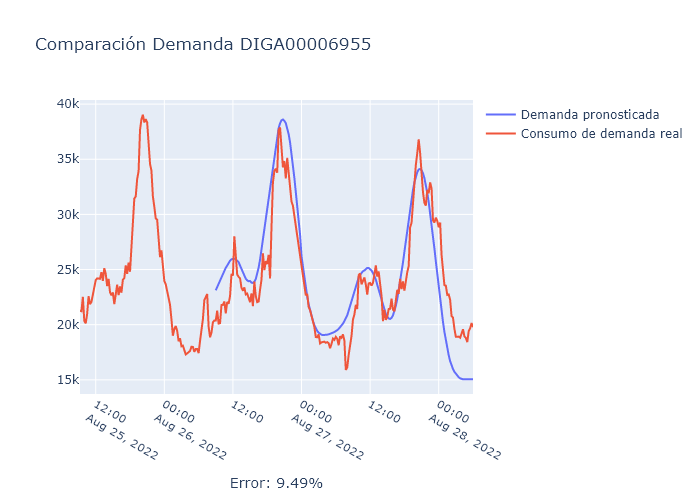 Comparación Demanda DIGA00006955
Demanda pronosticada
Consumo de demanda real
40k
35k
30k
25k
20k
15k
12:00
Aug 25, 2022
00:00
Aug 26, 2022
12:00
00:00
Aug 27, 2022
12:00
00:00
Aug 28, 2022
Error: 9.49%